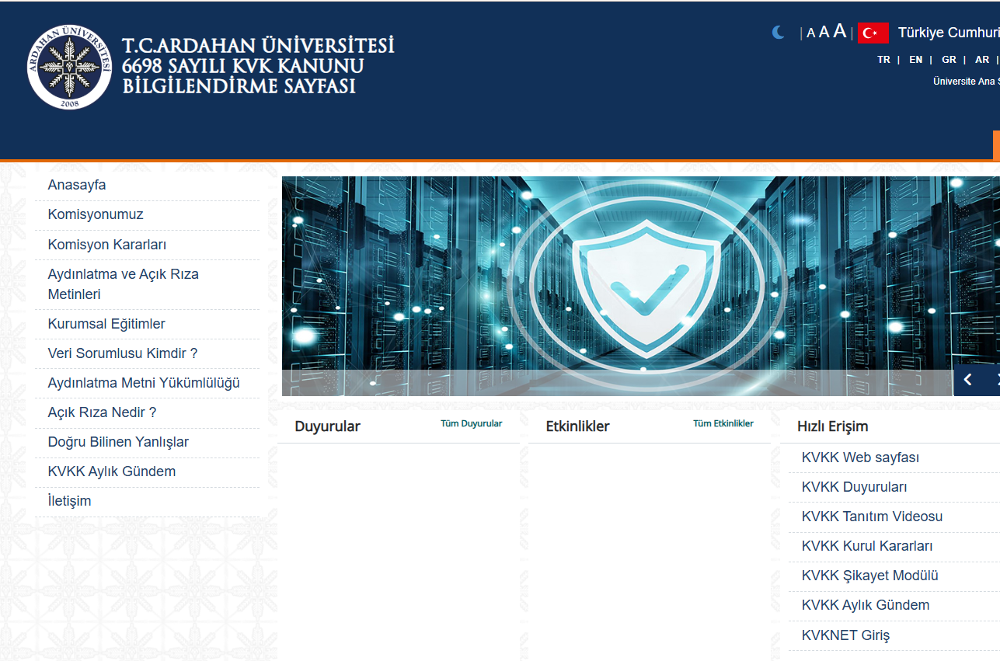 ARDAHAN ÜNİVERSİTESİ
2008
T.C.ARDAHAN ÜNİVERSİTESİ
6698 SAYILI KVK KANUNU
BİLGİLENDİRME SAYFASI
| A A A | Türkiye Cumhuri
TR | EN | GR | AR |
Üniversite Ana S
Anasayfa
Komisyonumuz
Komisyon Kararları
Aydınlatma ve Açık Rıza
Metinleri
Kurumsal Eğitimler
Veri Sorumlusu Kimdir ?
Aydınlatma Metni Yükümlülüğü
Açık Rıza Nedir ?
Doğru Bilinen Yanlışlar
KVKK Aylık Gündem
İletişim
Duyurular
Tüm Duyurular
Etkinlikler
Tüm Etkinlikler
Hızlı Erişim
KVKK Web sayfası
KVKK Duyuruları
KVKK Tanıtım Videosu
KVKK Kurul Kararları
KVKK Şikayet Modülü
KVKK Aylık Gündem
KVKNET Giriş